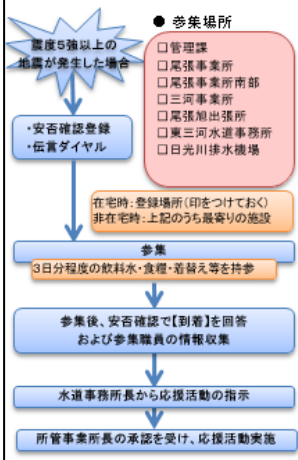 震度5強以上の
地震が発生した場合
● 参集場所
□管理課
□尾張事業所
□尾張事業所南部
□三河事業所
□尾張旭出張所
□東三河水道事務所
□日光川排水機場
・安否確認登録
・伝言ダイヤル
在宅時:登録場所(印をつけておく)
非在宅時:上記のうち最寄りの施設
参集
3日分程度の飲料水・食糧・着替え等を持参
参集後、安否確認で【到着】を回答
および参集職員の情報収集
水道事務所長から応援活動の指示
所管事業所長の承認を受け、応援活動実施